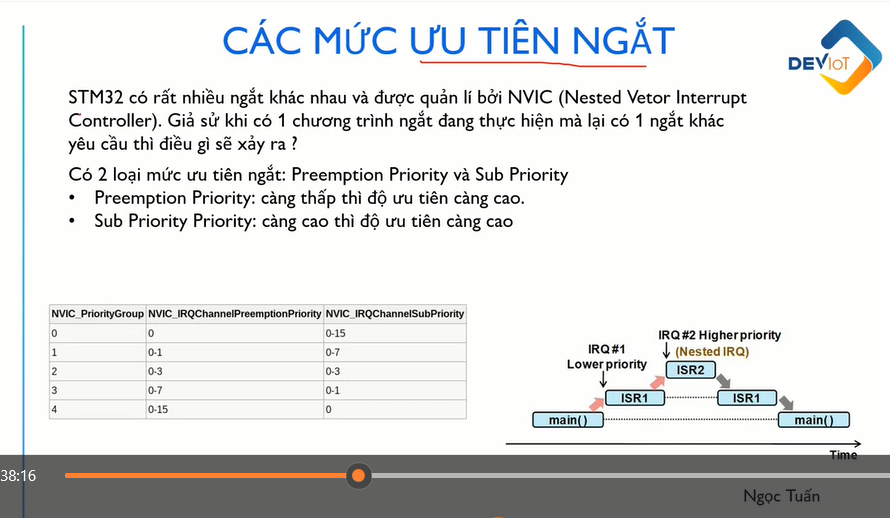 CÁC MỨC ƯU TIÊN NGẮT
DEVIoT
STM32 có rất nhiều ngắt khác nhau và được quản lí bởi NVIC (Nested Vetor Interrupt
Controller). Giả sử khi có 1 chương trình ngắt đang thực hiện mà lại có 1 ngắt khác
yêu cầu thì điều gì sẽ xảy ra ?
Có 2 loại mức ưu tiên ngắt: Preemption Priority và Sub Priority
• Preemption Priority: càng thấp thì độ ưu tiên càng cao.
• Sub Priority Priority: càng cao thì độ ưu tiên càng cao
NVIC_PriorityGroup NVIC_IRQChannelPreemptionPriority NVIC_IRQChannelSubPriority
0 0 0-15
1 0-1 0-7
2 0-3 0-3
3 0-7 0-1
4 0-15 0
IRQ #2 Higher priority
(Nested IRQ)
IRQ #1
Lower priority
ISR2
ISR1 ISR1
main() main()
Time
38:16
Ngọc Tuấn